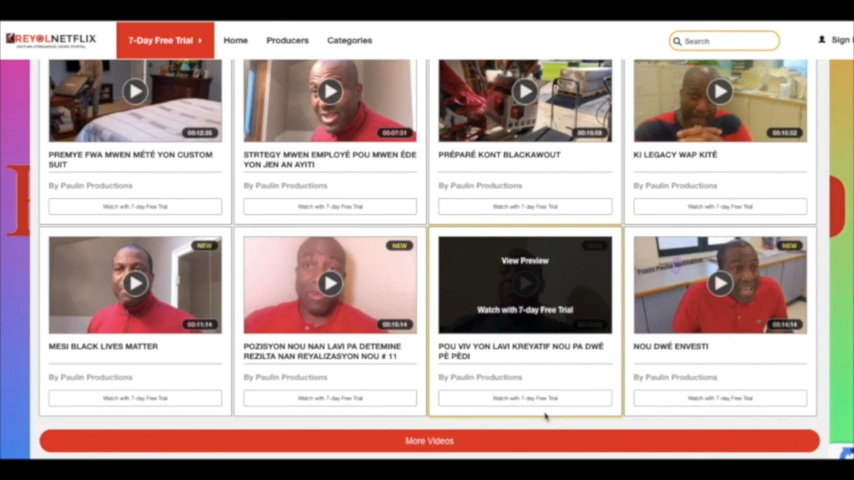 KREYOLNETFLIX
HAITIAN STREAMING VIDEO PORTAL
7-Day Free Trial
Home
Producers
Categories
Search
Sign
00:12:35
00:07:31
00:15:59
00:10:52
PREMYE FWA MWEN MÉTÉ YON CUSTOM
SUIT
STRTEGY MWEN EMPLOYÉ POU MWEN ÉDE
YON JEN AN AYITI
PRÉPARÉ KONT BLACKAWOUT
KI LEGACY WAP KITÉ
By Paulin Productions
By Paulin Productions
By Paulin Productions
By Paulin Productions
Watch with 7-day Free Trial
Watch with 7-day Free Trial
Watch with 7-day Free Trial
Watch with 7-day Free Trial
NEW
NEW
NEW
NEW
View Preview
Watch with 7-day Free Trial
00:11:14
00:15:14
00:14:14
MESI BLACK LIVES MATTER
POZISYON NOU NAN LAVI PA DETEMINE
REZILTA NAN REYALIZASYON NOU # 11
POU VIV YON LAVI KREYATIF NOU PA DWÉ
PÈ PÈDI
NOU DWÉ ENVESTI
By Paulin Productions
By Paulin Productions
By Paulin Productions
By Paulin Productions
Watch with 7-day Free Trial
Watch with 7-day Free Trial
Watch with 7-day Free Trial
Watch with 7-day Free Trial
More Videos